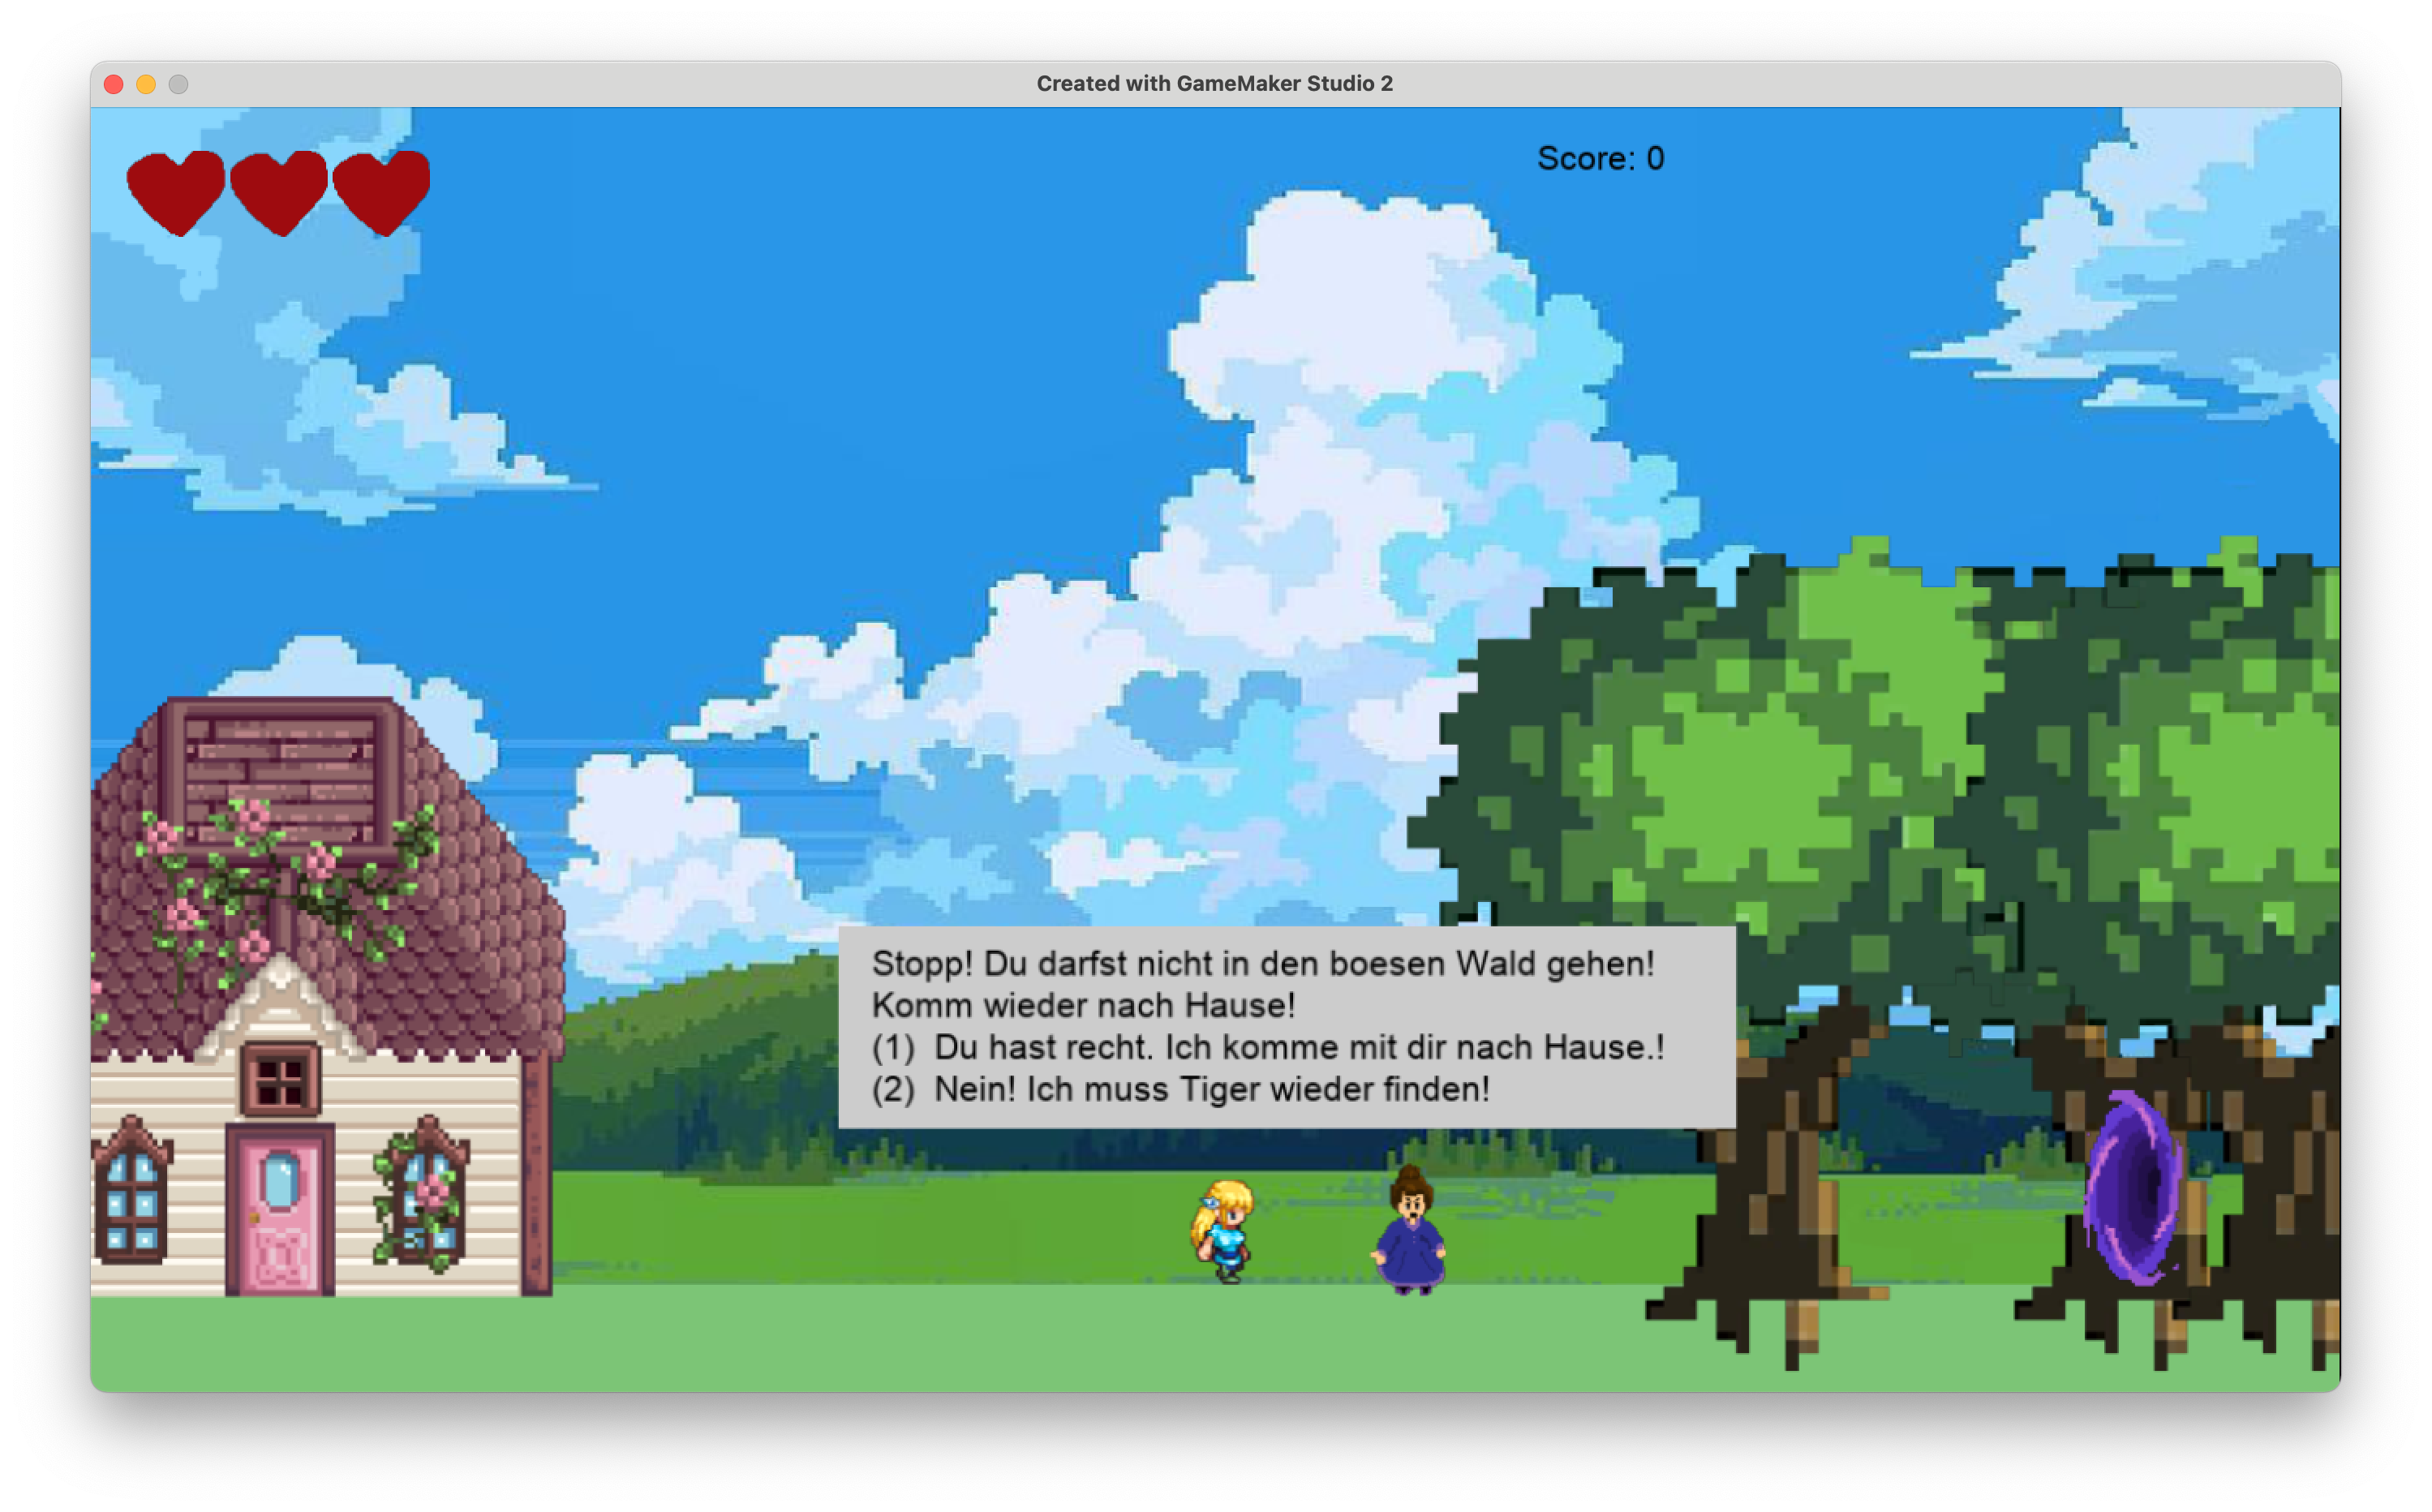 Created with GameMaker Studio 2
Score: 0
Stopp! Du darfst nicht in den boesen Wald gehen!
Komm wieder nach Hause!
(1) Du hast recht. Ich komme mit dir nach Hause.!
(2) Nein! Ich muss Tiger wieder finden!